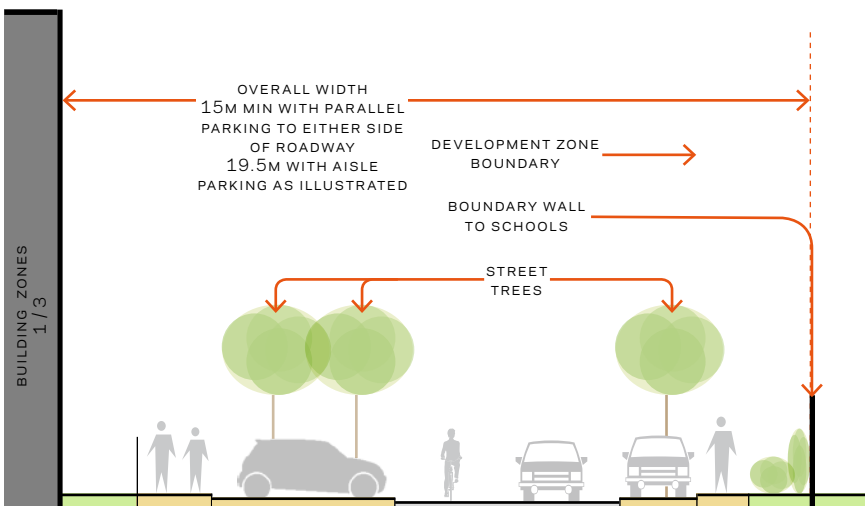 OVERALL WIDTH
15M MIN WITH PARALLEL
PARKING TO EITHER SIDE
OF ROADWAY
19.5M WITH AISLE
PARKING AS ILLUSTRATED
DEVELOPMENT ZONE
BOUNDARY
BOUNDARY WALL
TO SCHOOLS
STREET
TREES
BUILDING ZONES
1/3